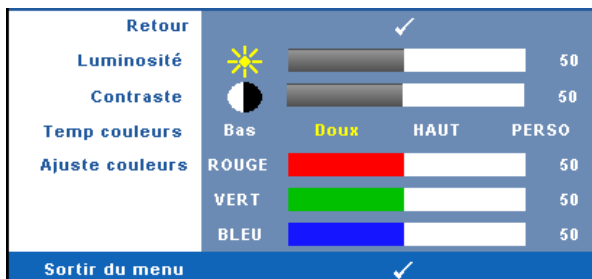 Retour
Luminosité 50
Contraste 50
Temp couleurs Bas Doux HAUT PERSO
Ajuste couleurs ROUGE 50
VERT 50
BLEU 50
Sortir du menu